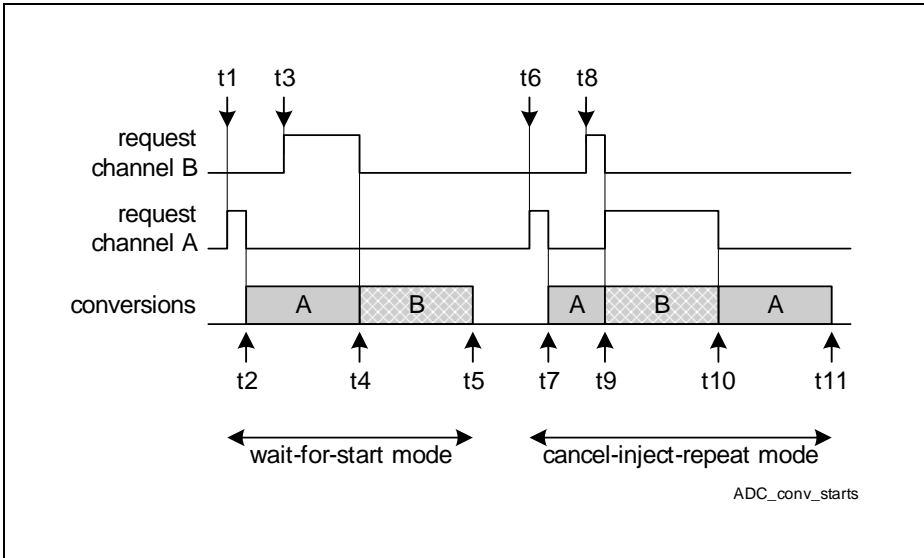 t1 t3 t6 t8
request
channel B
request
channel A
conversions A B A B A
t2 t4 t5 t7 t9 t10 t11
wait-for-start mode cancel-inject-repeat mode
ADC_conv_starts